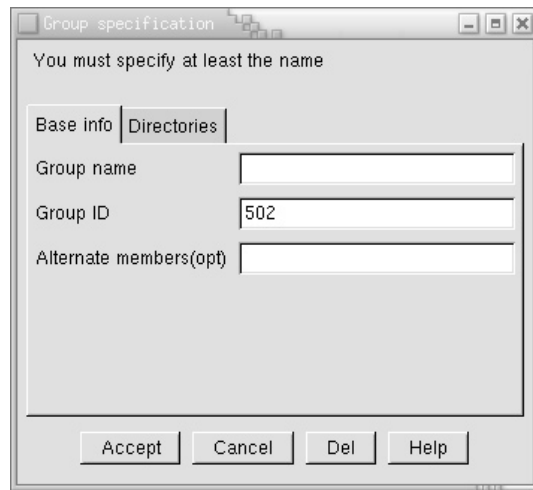 Group specification
You must specify at least the name
Base info Directories
Group name
Group ID 502
Alternate members(opt)
Accept Cancel Del Help